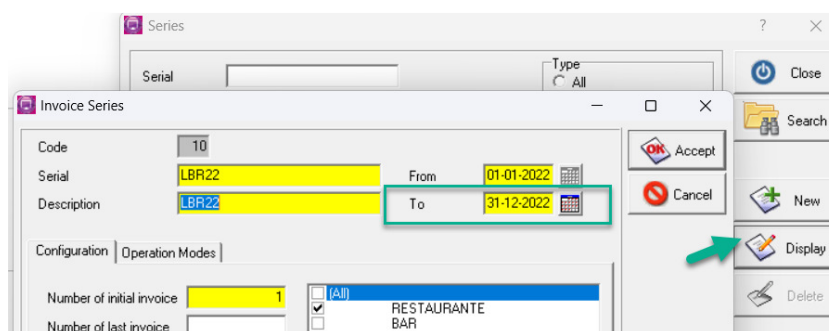 Series
?
Serial
Type
All
Close
Search
New
Display
Delete
Invoice Series
Code 10
Serial LBR22 From 01-01-2022
Description LBR22 To 31-12-2022
OK Accept
Cancel
Configuration Operation Modes
Number of initial invoice 1
Number of last invoice
(All)
RESTAURANTE
BAR